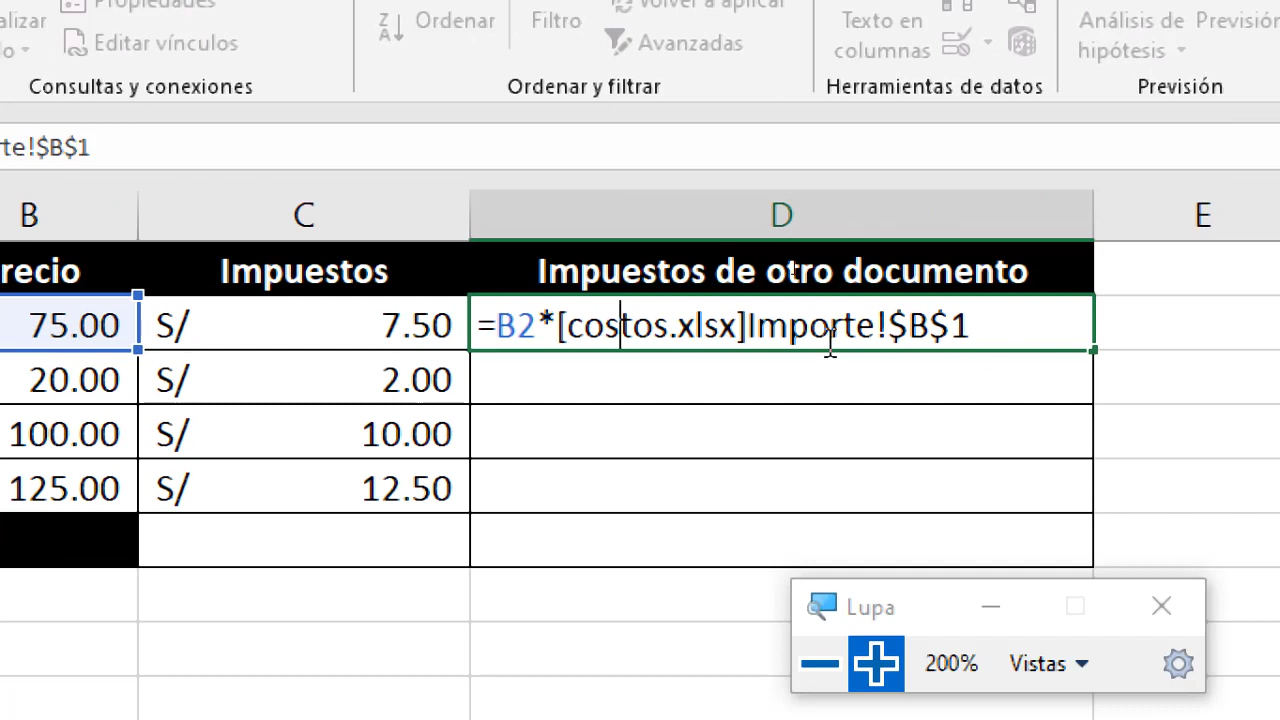 Propiedades
Editar vínculos
Consultas y conexiones
Z
A
Ordenar
Filtro
Volver a aplicar
Avanzadas
Ordenar y filtrar
Texto en
columnas
Herramientas de datos
Análisis de
hipótesis
Previsión
Previsión
!$B$1
B C D E
Impuestos Impuestos de otro documento
75.00 S/ 7.50 =B2*[costos.xlsx]Importe!$B$1
20.00 S/ 2.00
100.00 S/ 10.00
125.00 S/ 12.50
Lupa
200% Vistas